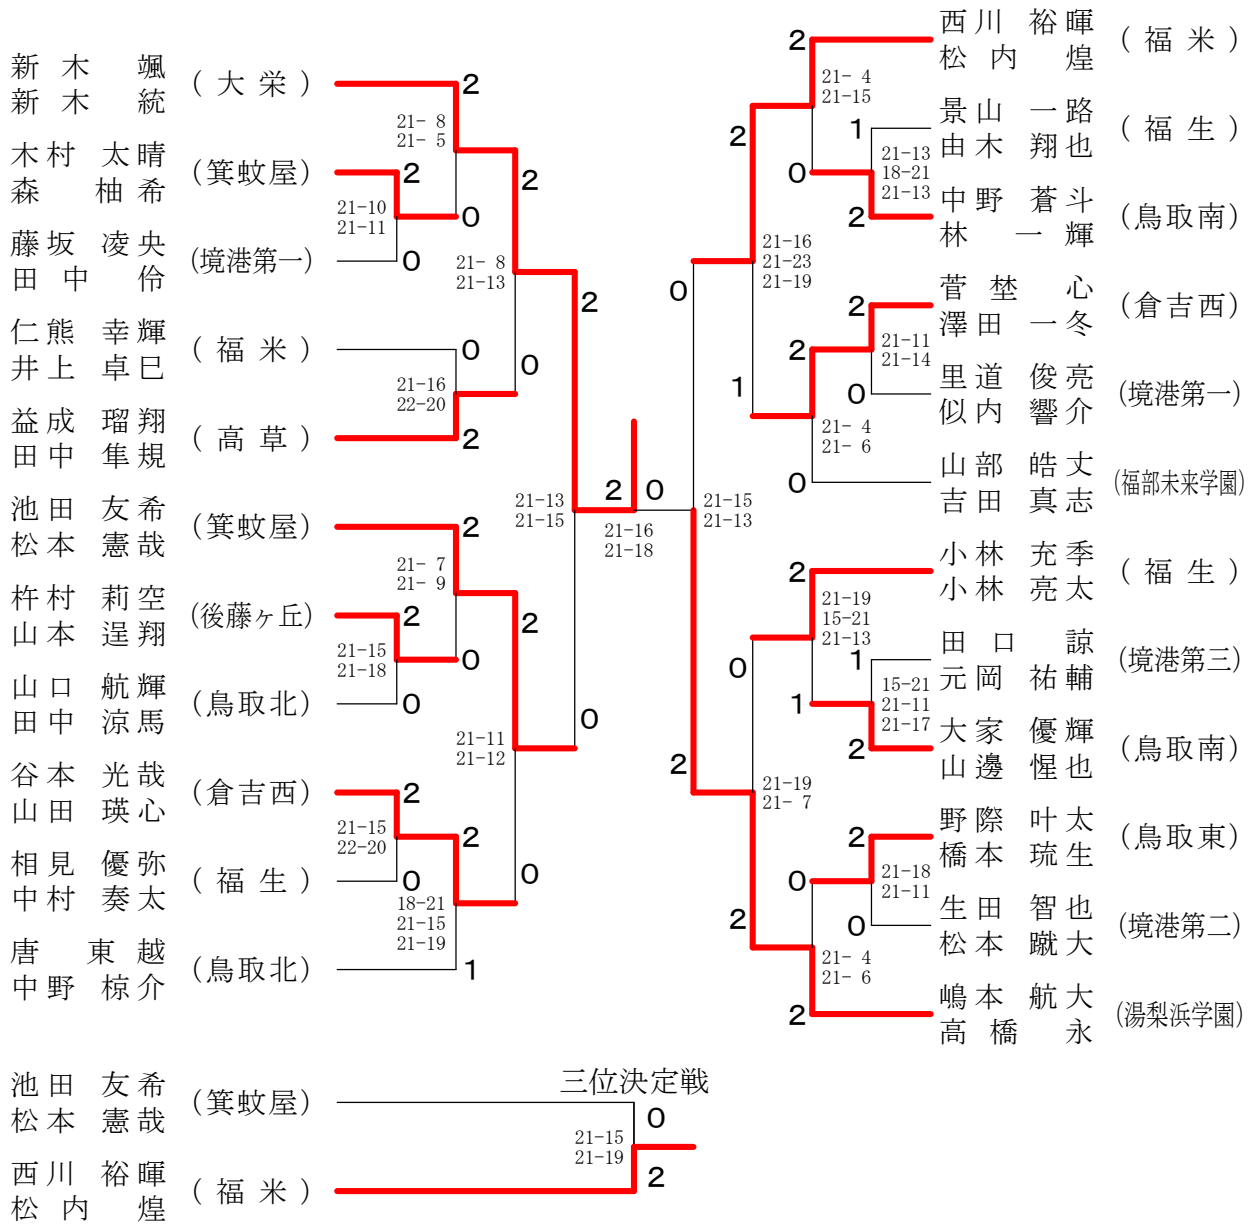 新木 颯
新木 統
(大栄)
2
21- 8
21- 5
木村 太晴
森 柚希
(箕蚊屋)
2
0
21-10
21-11
藤坂 凌央
田中 伶
(境港第一)
0
2
21- 8
21-13
仁熊 幸輝
井上 卓巳
(福米)
0
0
21-16
22-20
益成 瑠翔
田中 隼規
(高草)
2
2
21-13
21-15
池田 友希
松本 憲哉
(箕蚊屋)
2
21- 7
21- 9
杵村 莉空
山本 逞翔
(後藤ヶ丘)
2
0
21-15
21-18
山口 航輝
田中 涼馬
(鳥取北)
0
2
0
21-11
21-12
谷本 光哉
山田 瑛心
(倉吉西)
2
2
21-15
22-20
相見 優弥
中村 奏太
(福生)
0
0
18-21
21-15
21-19
唐 東越
中野 椋介
(鳥取北)
1
2
0
21-16
21-18
西川 裕暉
松内 煌
(福米)
2
21- 4
21-15
景山 一路
由木 翔也
(福生)
1
2
0
21-13
18-21
21-13
中野 蒼斗
林 一輝
(鳥取南)
2
21-16
21-23
21-19
0
菅埜 心
澤田 一冬
(倉吉西)
2
2
21-11
21-14
里道 俊亮
似内 響介
(境港第一)
0
1
21- 4
21- 6
山部 皓丈
吉田 真志
(福部未来学園)
0
21-15
21-13
小林 充季
小林 亮太
(福生)
2
21-19
15-21
21-13
田口 諒
元岡 祐輔
(境港第三)
1
0
1
15-21
21-11
21-17
大家 優輝
山邊 惺也
(鳥取南)
2
2
21-19
21- 7
野際 叶太
橋本 琉生
(鳥取東)
2
0
21-18
21-11
生田 智也
松本 蹴大
(境港第二)
0
2
21- 4
21- 6
嶋本 航大
高橋 永
(湯梨浜学園)
2
三位決定戦
池田 友希
松本 憲哉
(箕蚊屋)
0
21-15
21-19
西川 裕暉
松内 煌
(福米)
2